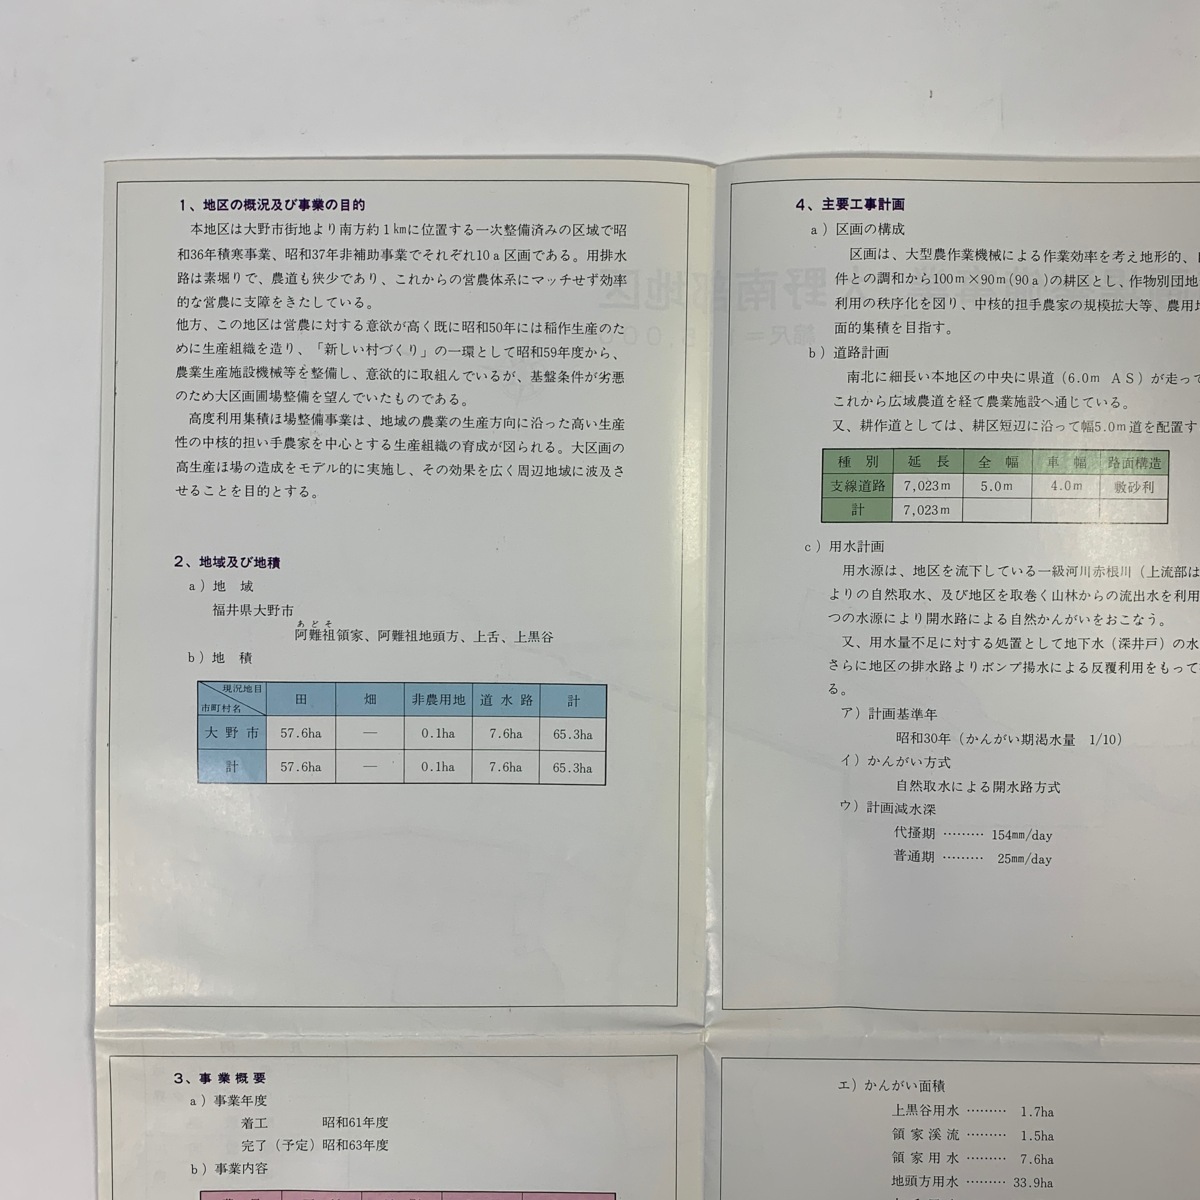 1、地区の概況及び事業の目的
本地区は大野市街地より南方約1kmに位置する一次整備済みの区域で昭
和36年積寒事業、昭和37年非補助事業でそれぞれ10a区画である。用排水
路は素堀りで、農道も狭少であり、これからの営農体系にマッチせず効率
的な営農に支障をきたしている。
他方、この地区は営農に対する意欲が高く既に昭和50年には稲作生産のた
めに生産組織を造り、「新しい村づくり」の一環として昭和59年度から、
農業生産施設機械等を整備し、意欲的に取組んでいるが、基盤条件が劣悪
のため大区画圃場整備を望んでいたものである。
高度利用集積ほ場整備事業は、地域の農業の生産方向に沿った高い生産
性の中核的担い手農家を中心とする生産組織の育成が図られる。大区画の
高生産ほ場の造成をモデル的に実施し、その効果を広く周辺地域に波及さ
せることを目的とする。
2、地域及び地積
a）地 域
福井県大野市
あどそ
阿難祖領家、阿難祖地頭方、上舌、上黒谷
b）地 積
現況地目
市町村名 田 畑 非農用地 道水路 計
大野市 57.6ha ― 0.1ha 7.6ha 65.3ha
計 57.6ha ― 0.1ha 7.6ha 65.3ha
3、事業概要
a）事業年度
着工 昭和61年度
完了（予定）昭和63年度
b）事業内容
4、主要工事計画
a）区画の構成
区画は、大型農作業機械による作業効率を考え地形的、
件との調和から100m×90m(90a)の耕区とし、作物別団地
利用の秩序化を図り、中核的担手農家の規模拡大等、農用地
面的集積を目指す。
b）道路計画
南北に細長い本地区の中央に県道（6.0m AS）が走って
これから広域農道を経て農業施設へ通じている。
又、耕作道としては、耕区短辺に沿って幅5.0m道を配置す
種別 延長 全幅 車幅 路面構造
支線道路 7,023m 5.0m 4.0m 敷砂利
計 7,023m
c）用水計画
用水源は、地区を流下している一級河川赤根川（上流部は
よりの自然取水、及び地区を取巻く山林からの流出水を利用
つの水源により開水路による自然かんがいをおこなう。
又、用水量不足に対する処置として地下水（深井戸）の水
さらに地区の排水路よりポンプ揚水による反覆利用をもって
る。
ア）計画基準年
昭和30年（かんがい期渇水量 1/10）
イ）かんがい方式
自然取水による開水路方式
ウ）計画減水深
代掻期 ……… 154mm/day
普通期 ……… 25mm/day
エ）かんがい面積
上黒谷用水 ……… 1.7ha
領家溪流 ……… 1.5ha
領家用水 ……… 7.6ha
地頭方用水 ……… 33.9ha